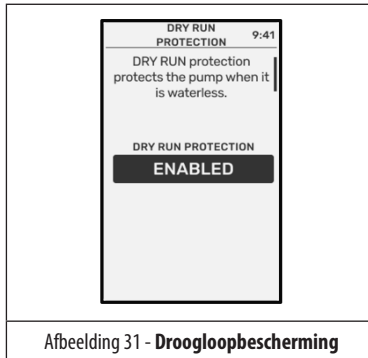 DRY RUN
PROTECTION
9:41
DRY RUN protection
protects the pump when it
is waterless.
DRY RUN PROTECTION
ENABLED
Afbeelding 31 - Droogloopbescherming